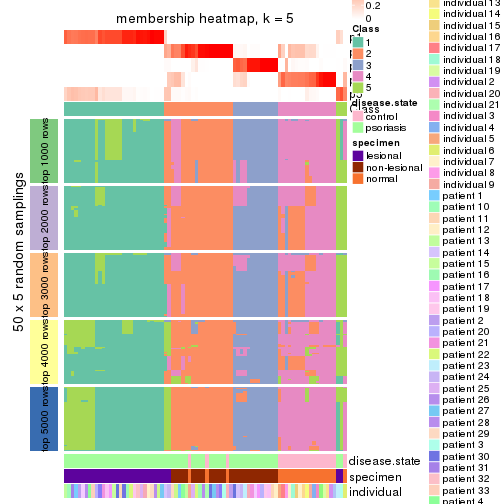 membership heatmap, k = 5
50 x 5 random samplings
top 1000 rows
top 2000 rows
top 3000 rows
top 4000 rows
top 5000 rows
p1
Class
disease.state
specimen
individual
0.2
0
Class
1
2
3
4
5
disease.state
control
psoriasis
specimen
lesional
non-lesional
normal
individual 13
individual 14
individual 15
individual 16
individual 17
individual 18
individual 19
individual 2
individual 20
individual 21
individual 3
individual 4
individual 5
individual 6
individual 7
individual 8
individual 9
patient 1
patient 10
patient 11
patient 12
patient 13
patient 14
patient 15
patient 16
patient 17
patient 18
patient 19
patient 2
patient 20
patient 21
patient 22
patient 23
patient 24
patient 25
patient 26
patient 27
patient 28
patient 29
patient 3
patient 30
patient 31
patient 32
patient 33
patient 4